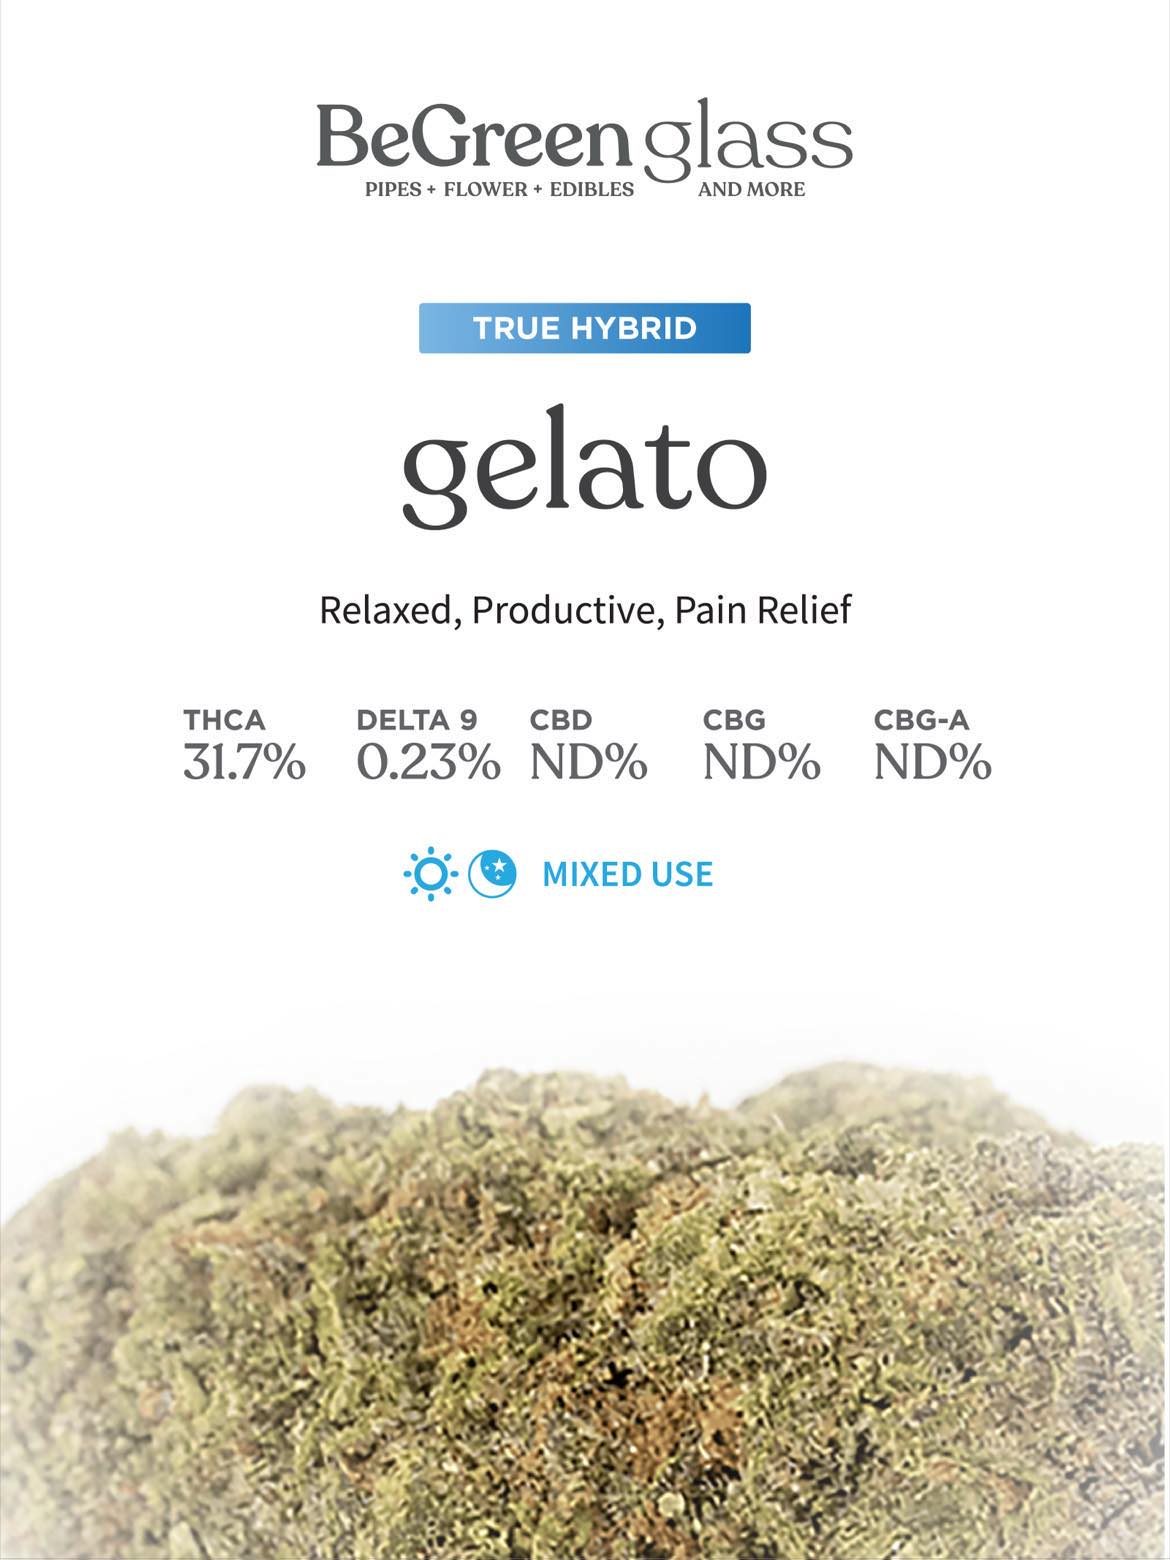 BeGreen glass
PIPES + FLOWER + EDIBLES AND MORE
TRUE HYBRID
gelato
Relaxed, Productive, Pain Relief
THCA DELTA 9 CBD CBG CBG-A
31.7% 0.23% ND% ND% ND%
MIXED USE